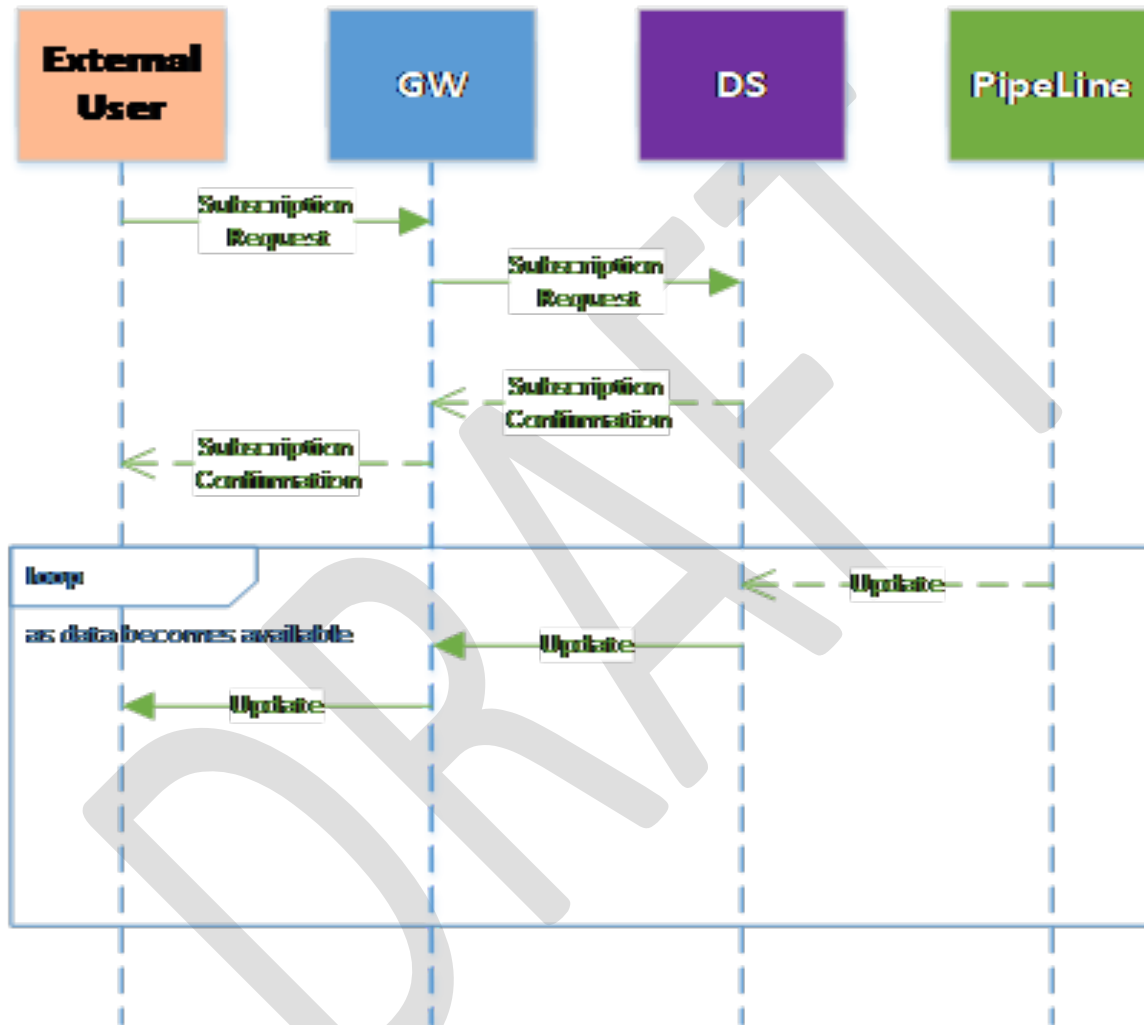 External
User
GW
DS
PipeLine
Subscription
Request
Subscription
Request
Subscription
Confirmation
Subscription
Confirmation
loop
Update
as data becomes available
Update
Update
DRAFT